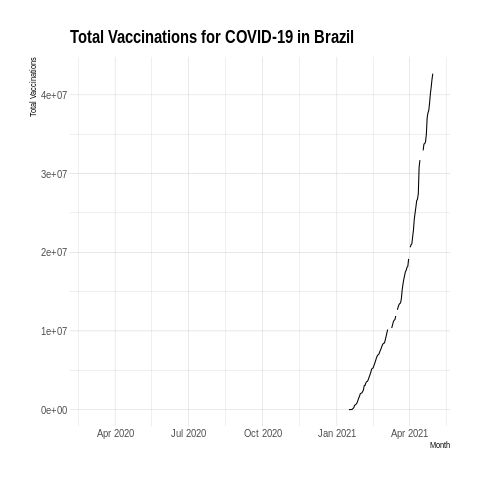 Total Vaccinations for COVID-19 in Brazil
Total Vaccinations
4e+07
3e+07
2e+07
1e+07
0e+00
Apr 2020 Jul 2020 Oct 2020 Jan 2021 Apr 2021
Month